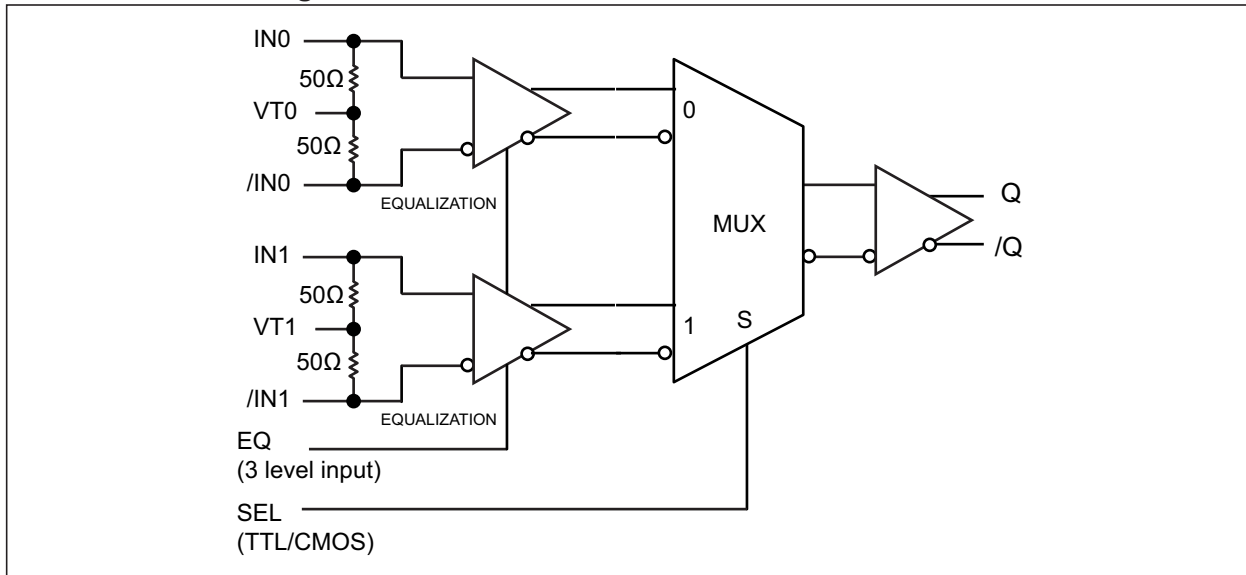 IN0
50Ω
VT0
50Ω
/IN0
EQUALIZATION
IN1
50Ω
VT1
50Ω
/IN1
EQUALIZATION
EQ
(3 level input)
SEL
(TTL/CMOS)
0
1
MUX
S
Q
/Q